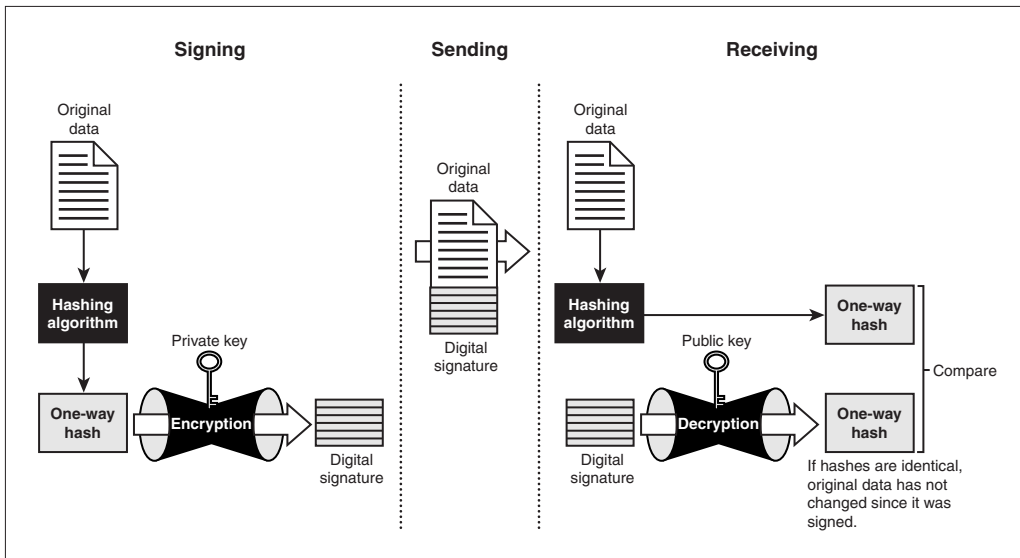 Signing
Original
data
Hashing
algorithm
One-way
hash
Private key
Encryption
Digital
signature
Sending
Original
data
Digital
signature
Receiving
Original
data
Hashing
algorithm
One-way
hash
Public key
Decryption
Digital
signature
One-way
hash
Compare
If hashes are identical,
original data has not
changed since it was
signed.